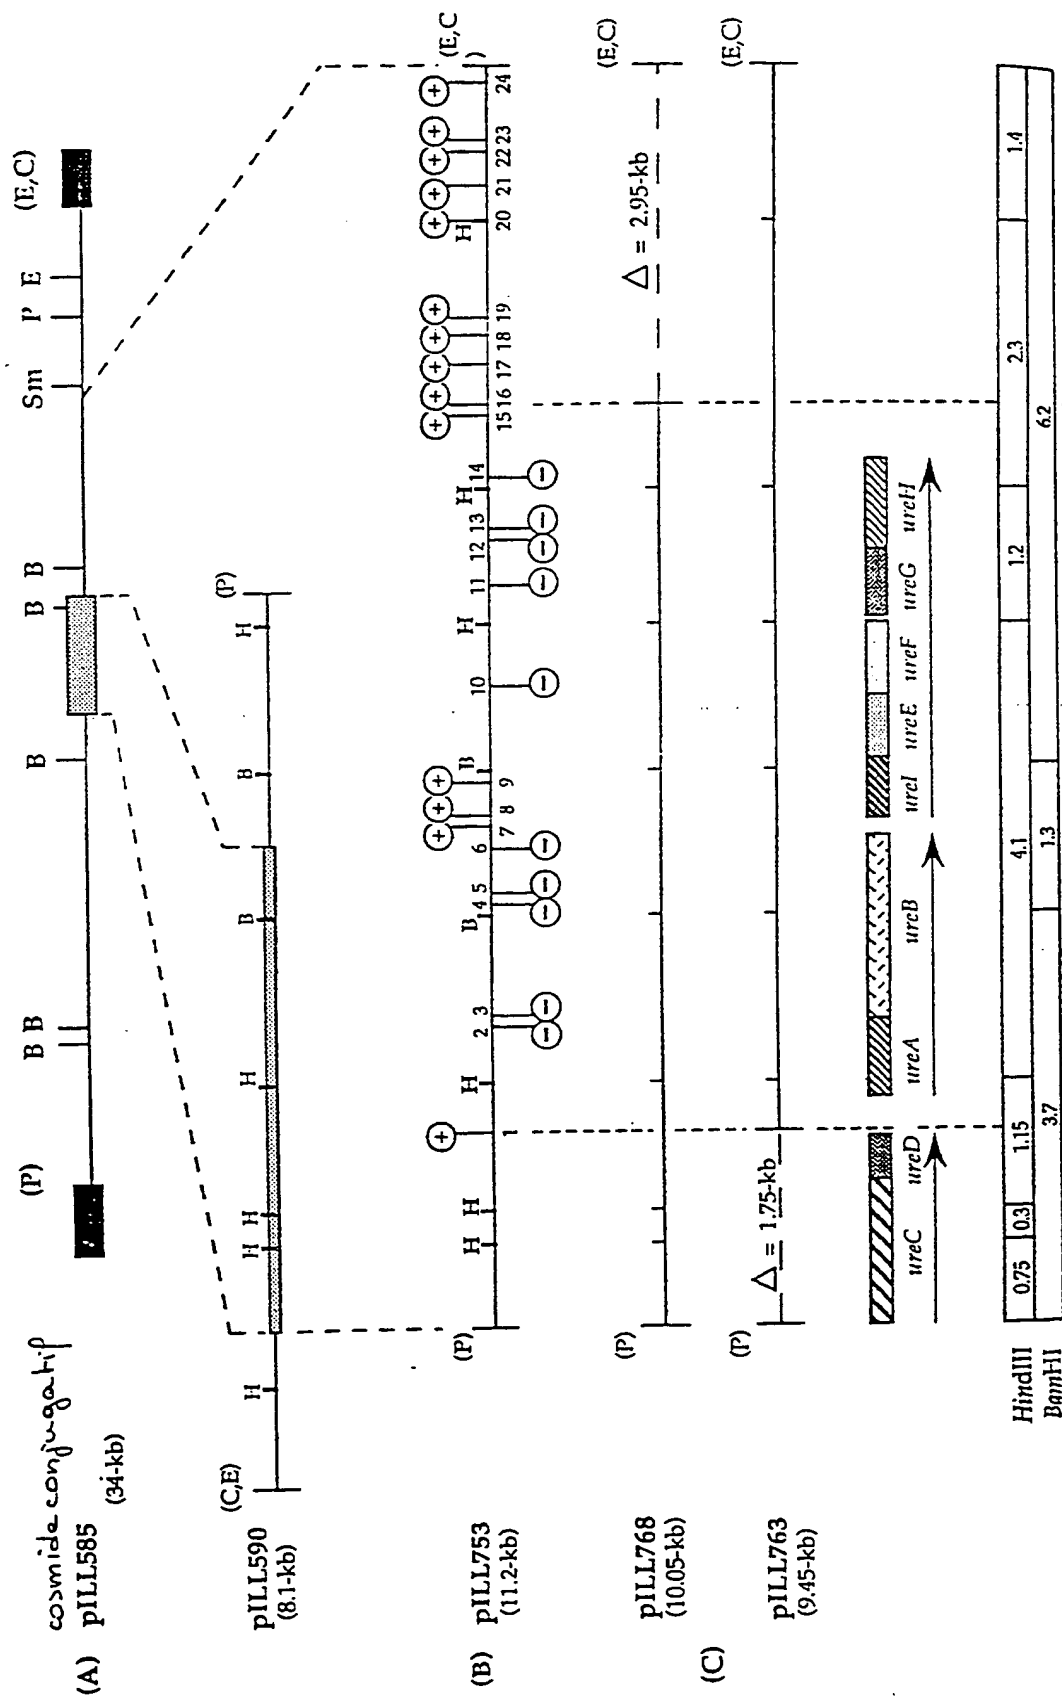 cosmide conjugatif
(A) pILL585
(34-kb)
(P) B B B B B Sm P E (E,C)
pILL590
(8.1-kb)
(C,E) H H H H B B H (P)
(B) pILL753
(11.2-kb)
+ + + + + + + + + + + + + +
(P) H H H B B H H H (E,C)
1 2 3 14 5 6 7 8 9 10 11 12 13 14 15 16 17 18 19 20 21 22 23 24
− − − − − − − − − −
pILL768
(10.05-kb)
(P) Δ = 2.95-kb (E,C)
(C)
pILL763
(9.45-kb)
(P) Δ = 1.75-kb (E,C)
ureC ureD ureA ureB ureI ureE ureF ureG ureH
HindIII 0.75 0.3 1.15 4.1 1.2 2.3 1.4
BamHI 3.7 1.3 6.2